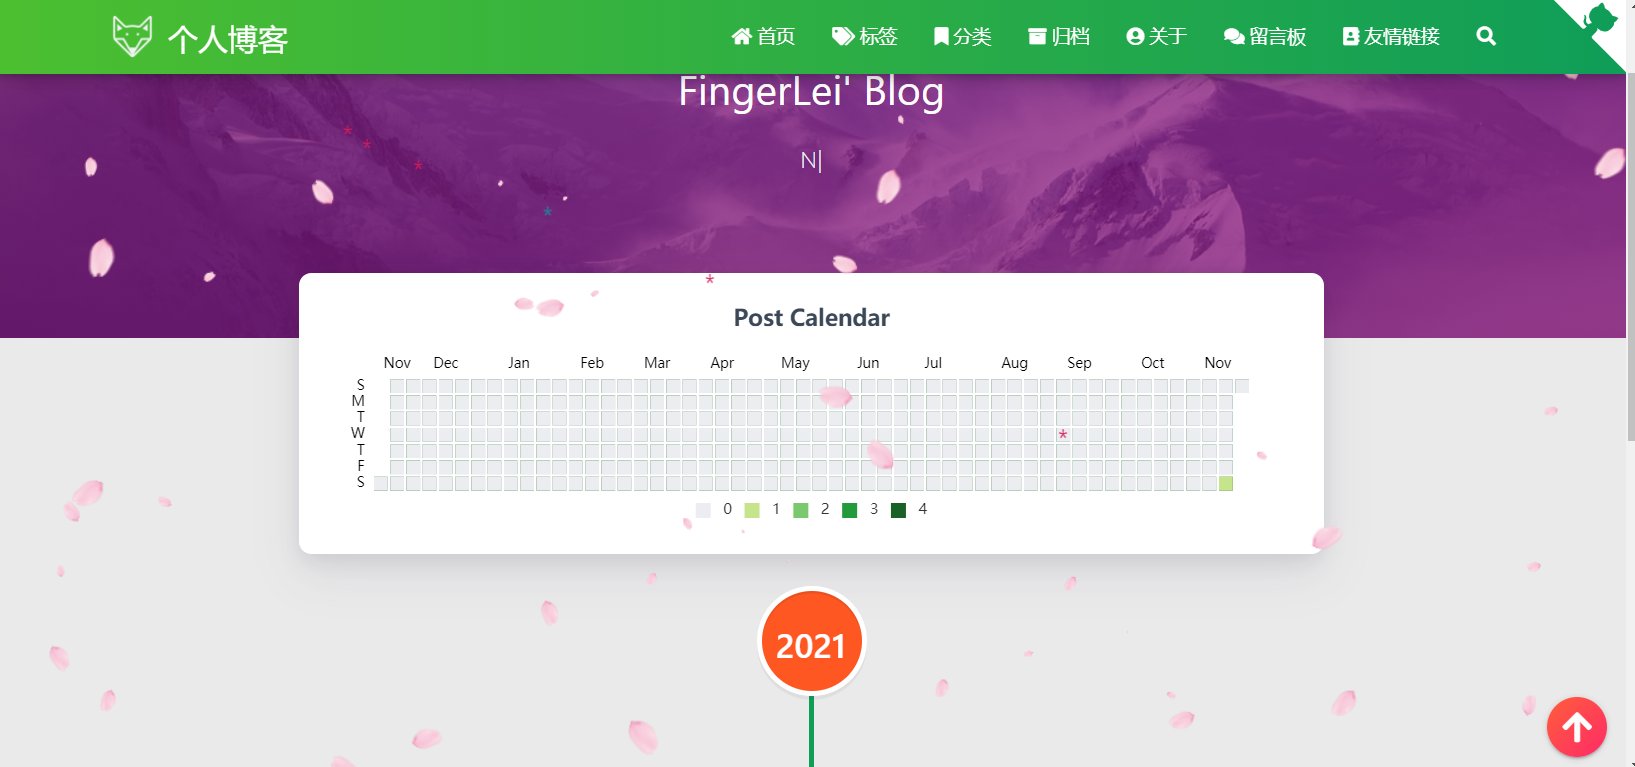 个人博客
首页 标签 分类 归档 关于 留言板 友情链接
FingerLei' Blog
N|
Post Calendar
Nov Dec Jan Feb Mar Apr May Jun Jul Aug Sep Oct Nov
S
M
T
W
T
F
S
0 1 2 3 4
2021